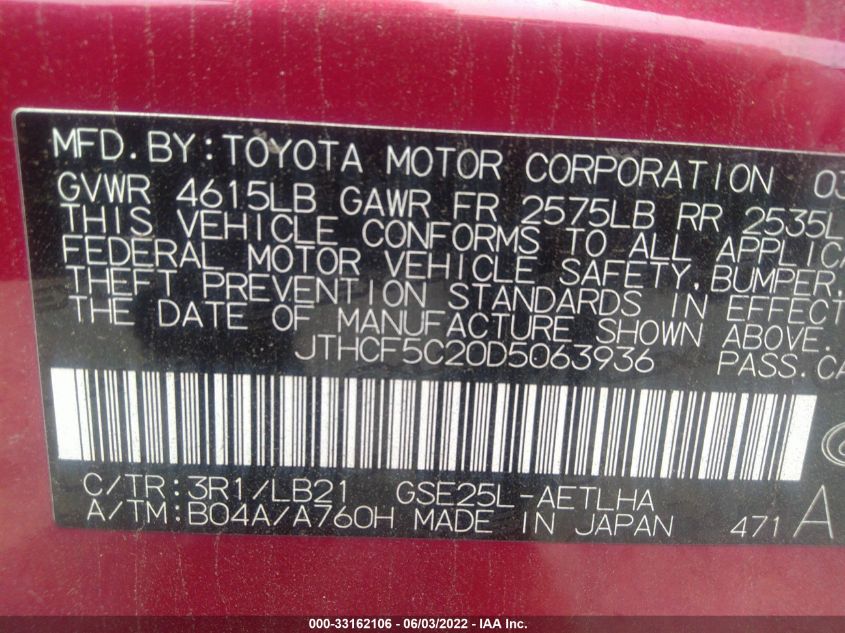 MFD.BY:TOYOTA MOTOR CORPORATION 03
GVWR 4615LB GAWR FR 2575LB RR 2535L
THIS VEHICLE CONFORMS TO ALL APPLICA
FEDERAL MOTOR VEHICLE SAFETY,BUMPER,
THEFT PREVENTION STANDARDS IN EFFECT
THE DATE OF MANUFACTURE SHOWN ABOVE.
JTHCF5C20D5063936 PASS.CA
C/TR:3R1/LB21 GSE25L-AETLHA
A/TM:B04A/A760H MADE IN JAPAN 471 A
000-33162106 - 06/03/2022 - IAA Inc.